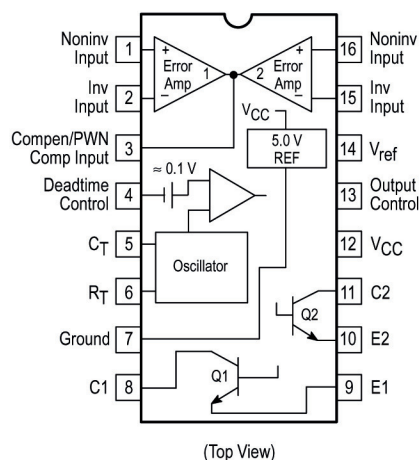 Noninv
Input
1
+
Error
Amp
1
−
Inv
Input
2
Compen/PWN
Comp Input
3
≈ 0.1 V
Deadtime
Control
4
CT
5
Oscillator
RT
6
Ground
7
C1
8
Q1
2
+
Error
Amp
−
16
Noninv
Input
15
Inv
Input
VCC
5.0 V
REF
14
Vref
13
Output
Control
12
VCC
11
C2
Q2
10
E2
9
E1
(Top View)